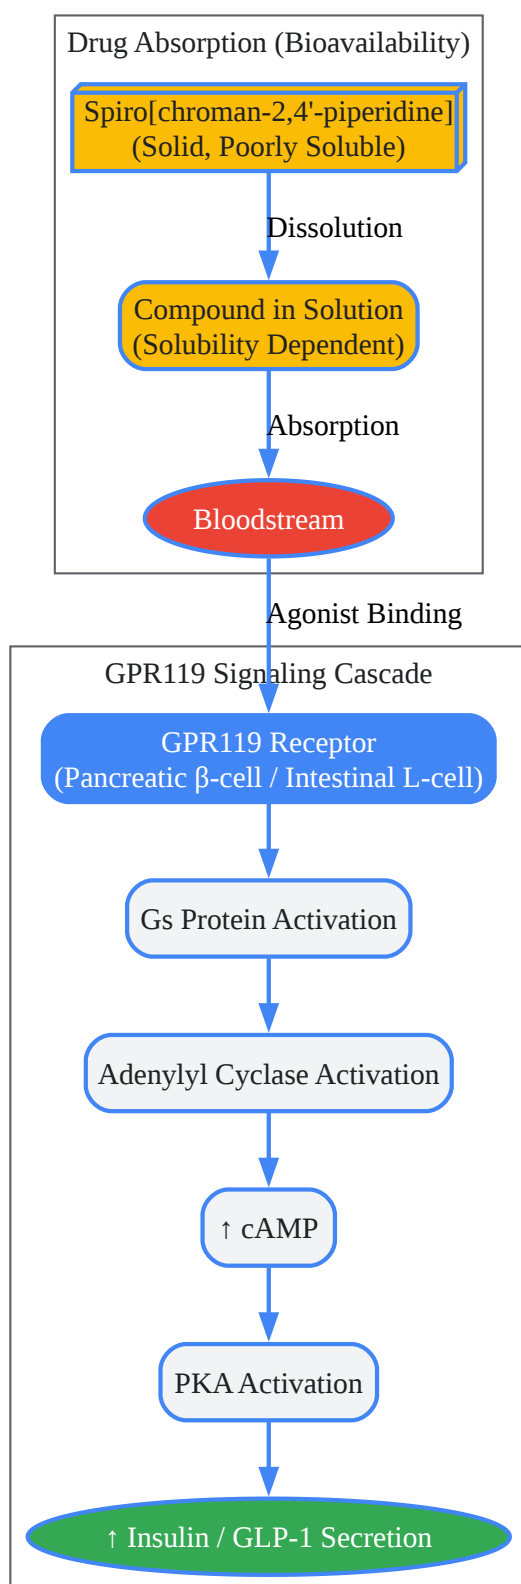 Drug Absorption (Bioavailability)
Spiro[chroman-2,4'-piperidine]
(Solid, Poorly Soluble)
Dissolution
Compound in Solution
(Solubility Dependent)
Absorption
Bloodstream
Agonist Binding
GPR119 Signaling Cascade
GPR119 Receptor
(Pancreatic β-cell / Intestinal L-cell)
Gs Protein Activation
Adenylyl Cyclase Activation
↑ cAMP
PKA Activation
↑ Insulin / GLP-1 Secretion